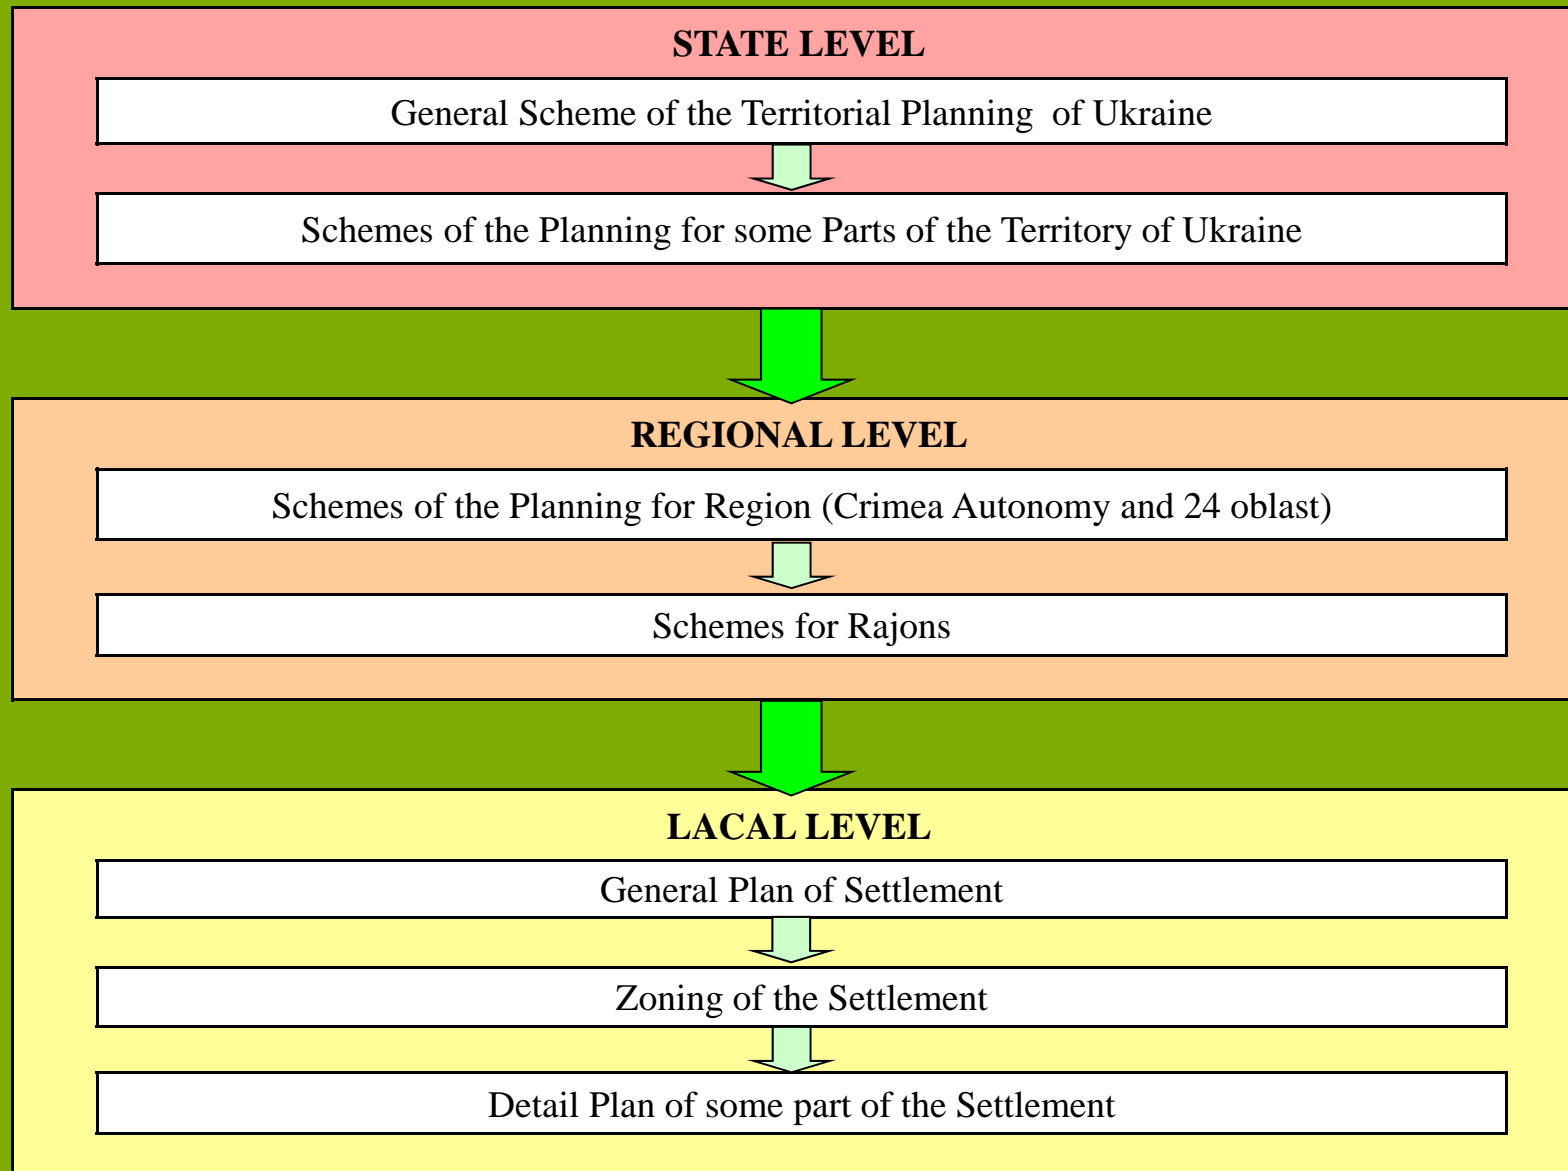 STATE LEVEL
General Scheme of the Territorial Planning of Ukraine
Schemes of the Planning for some Parts of the Territory of Ukraine
REGIONAL LEVEL
Schemes of the Planning for Region (Crimea Autonomy and 24 oblast)
Schemes for Rajons
LACAL LEVEL
General Plan of Settlement
Zoning of the Settlement
Detail Plan of some part of the Settlement